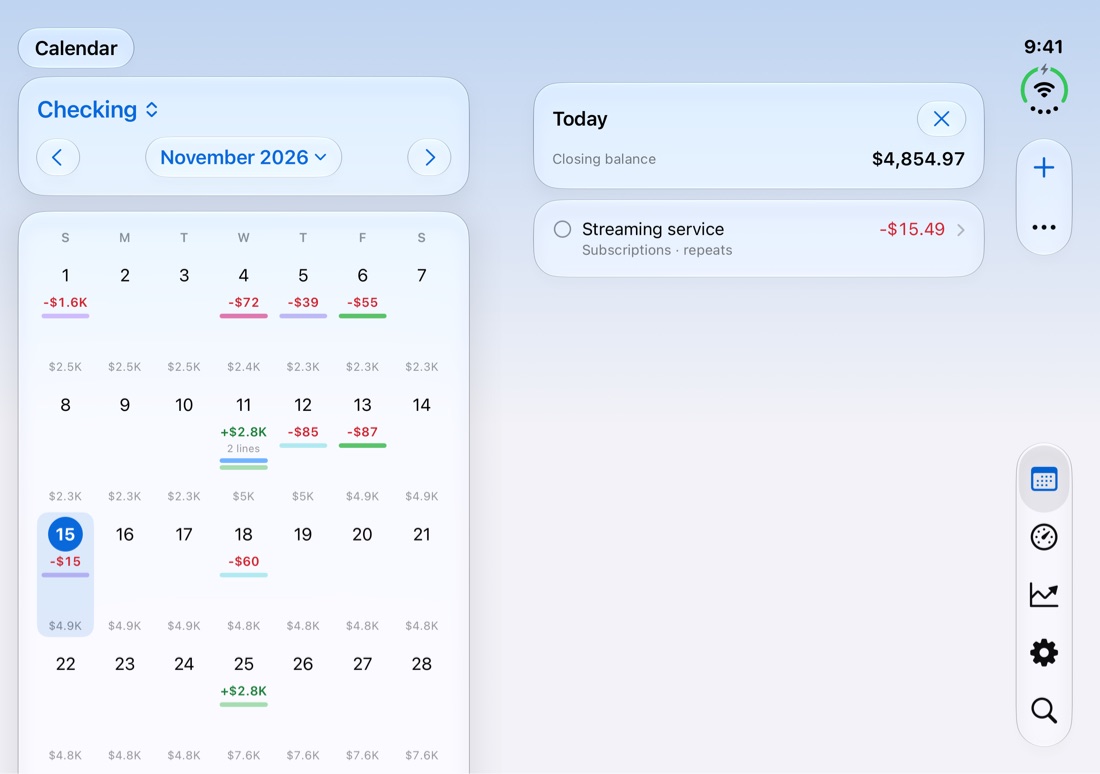 Calendar
9:41
Checking
November 2026
Today
Closing balance $4,854.97
Streaming service -$15.49
Subscriptions · repeats
S M T W T F S
1 2 3 4 5 6 7
-$1.6K -$72 -$39 -$55
$2.5K $2.5K $2.5K $2.4K $2.3K $2.3K $2.3K
8 9 10 11 12 13 14
+$2.8K -$85 -$87
2 lines
$2.3K $2.3K $2.3K $5K $5K $4.9K $4.9K
15 16 17 18 19 20 21
-$15 -$60
$4.9K $4.9K $4.9K $4.8K $4.8K $4.8K $4.8K
22 23 24 25 26 27 28
+$2.8K
$4.8K $4.8K $4.8K $7.6K $7.6K $7.6K $7.6K